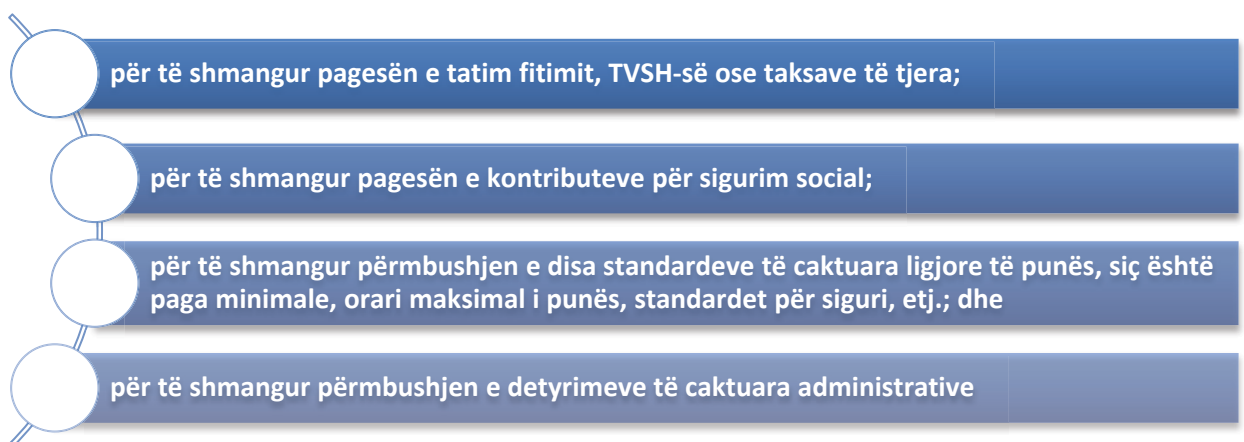 për të shmangur pagesën e tatim fitimit, TVSH-së ose taksave të tjera;
për të shmangur pagesën e kontributeve për sigurim social;
për të shmangur përmbushjen e disa standardeve të caktuara ligjore të punës, siç është
paga minimale, orari maksimal i punës, standardet për siguri, etj.; dhe
për të shmangur përmbushjen e detyrimeve të caktuara administrative